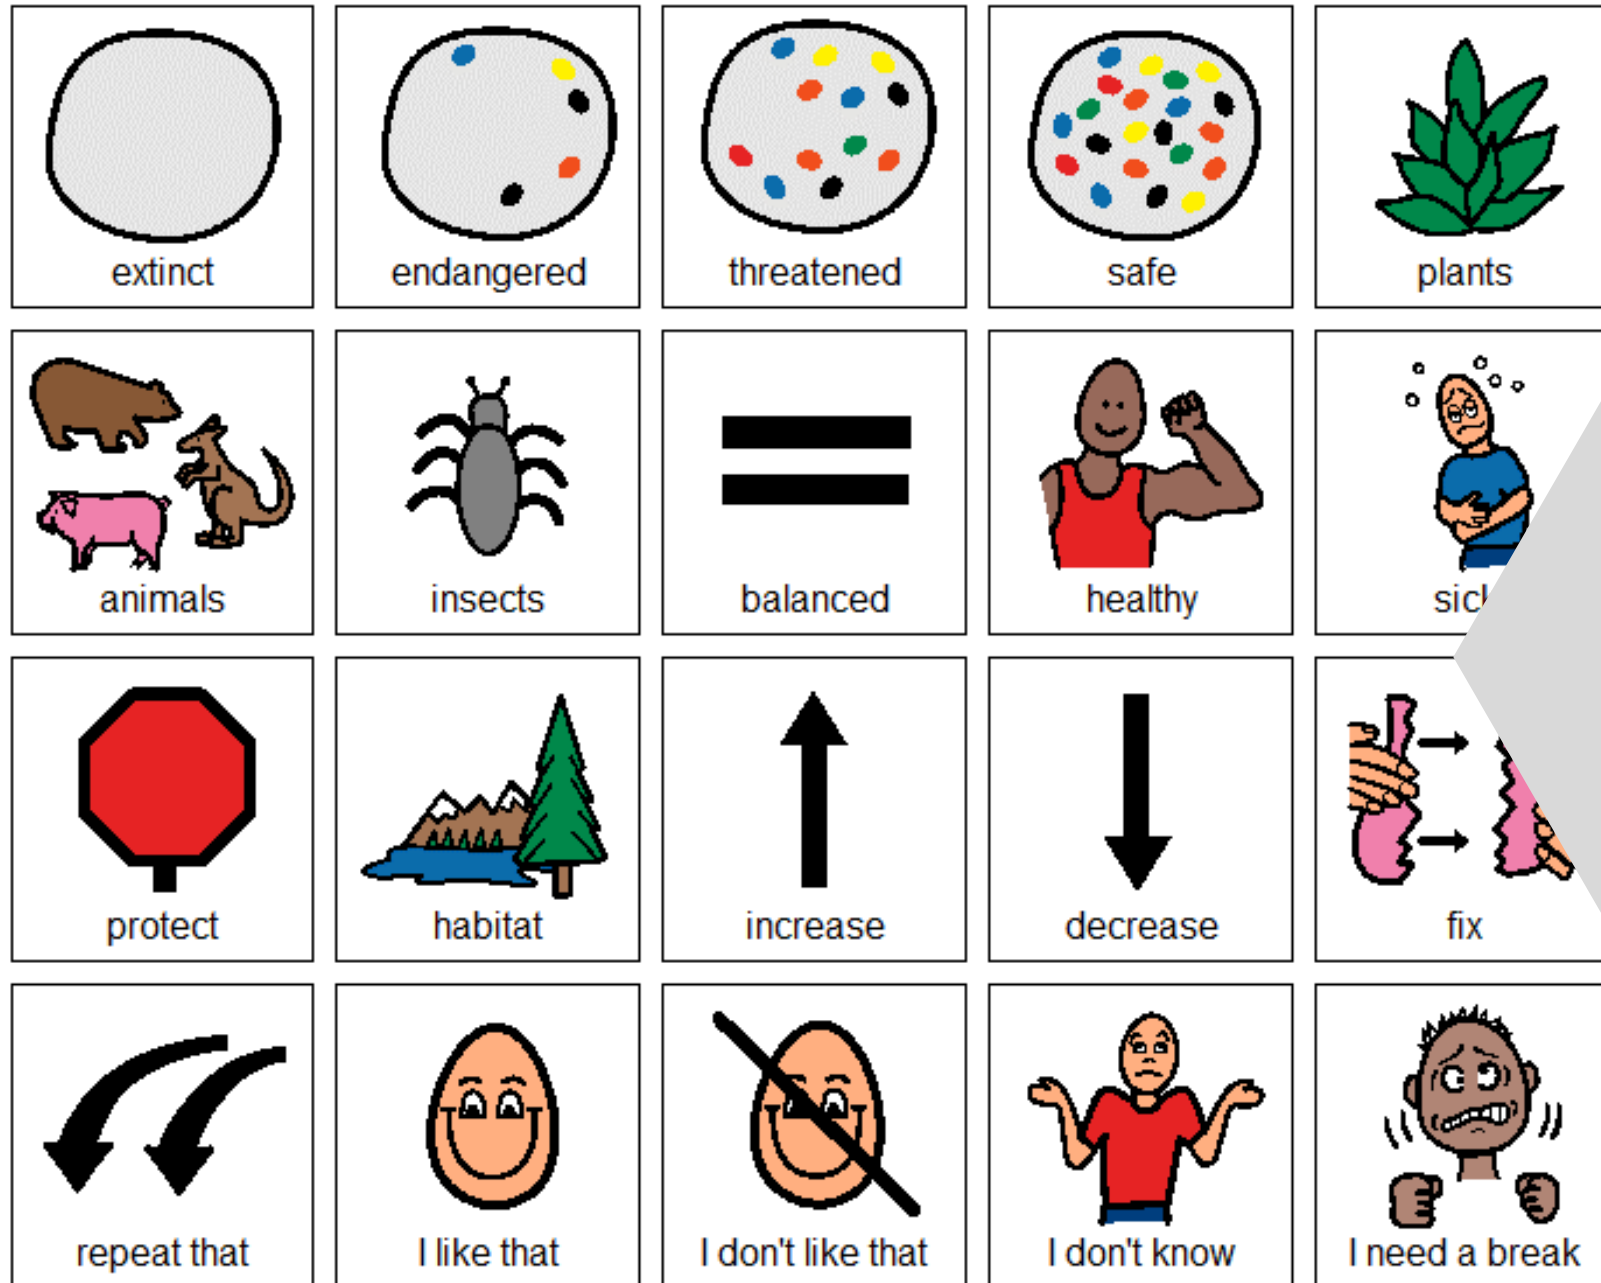 extinct
endangered
threatened
safe
plants
animals
insects
balanced
healthy
protect
habitat
increase
decrease
fix
repeat that
I like that
I don't like that
I don't know
I need a break